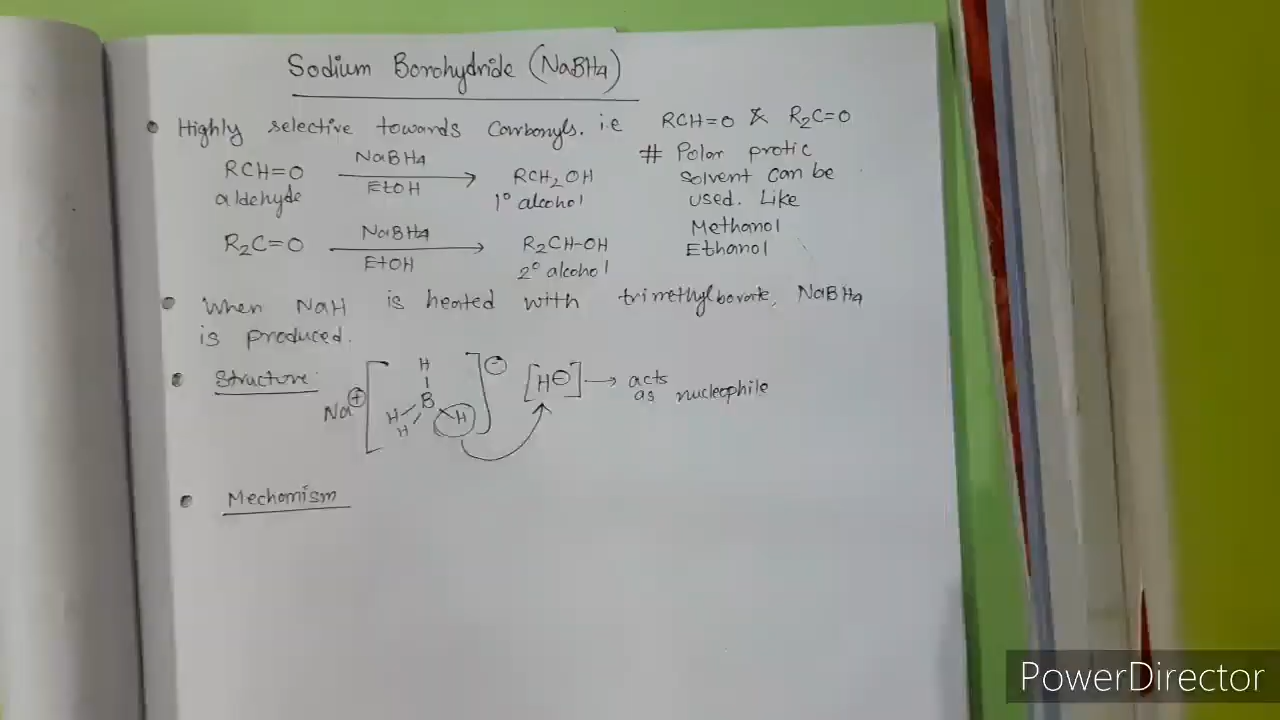 Sodium Borohydride (NaBH4)
• Highly selective towards Carbonyls. i.e RCH=O & R2C=O
RCH=O NaBH4 EtOH → RCH2OH
aldehyde 1° alcohol
# Polar protic
Solvent can be
used. Like
Methanol
Ethanol
R2C=O NaBH4 EtOH → R2CH-OH
2° alcohol
• When NaH is heated with trimethylborate, NaBH4
is produced.
• Structure:
Na⊕ [ H B H H H ]⊖ [H⊖] → acts
as nucleophile
• Mechanism
PowerDirector